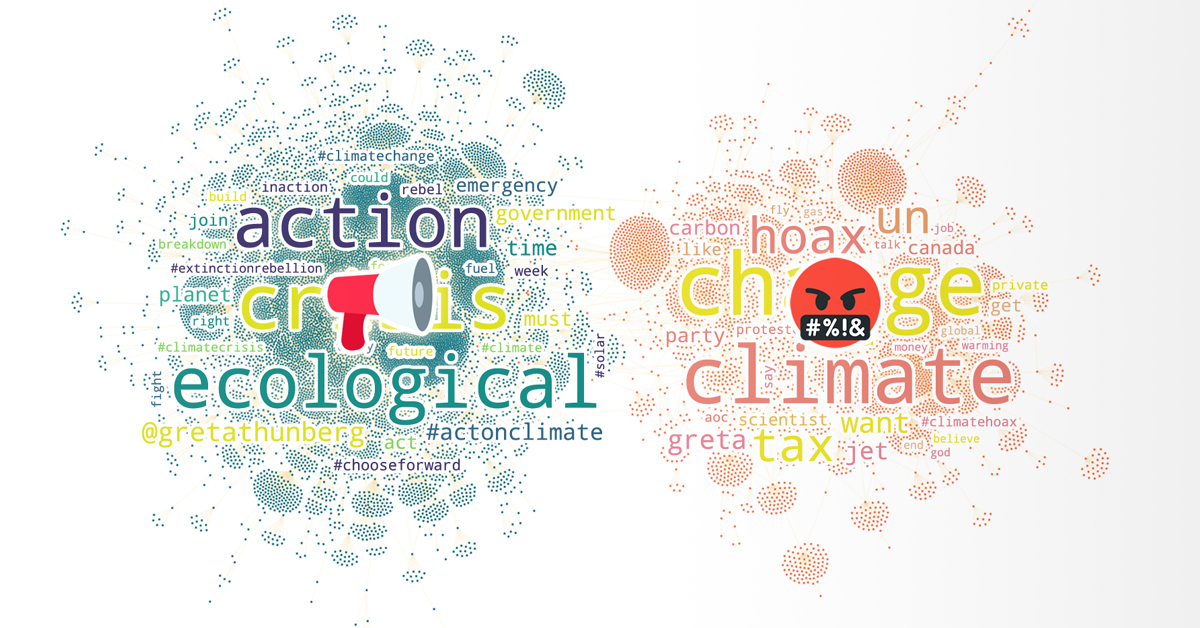 #climatechange
could
build
inaction
rebel
emergency
join
action
government
breakdown
time
#extinctionrebellion
fuel
week
planet
crisis
right
must
#climatecrisis
future
#climate
#solar
fight
ecological
@gretathunberg
act
#actonclimate
#chooseforward
fly
gas
carbon
hoax
un
job
like
talk
canada
change
private
get
#%!&
party
protest
global
money
warming
say
climate
aoc
scientist
want
#climatehoax
greta
tax
jet
end
believe
god